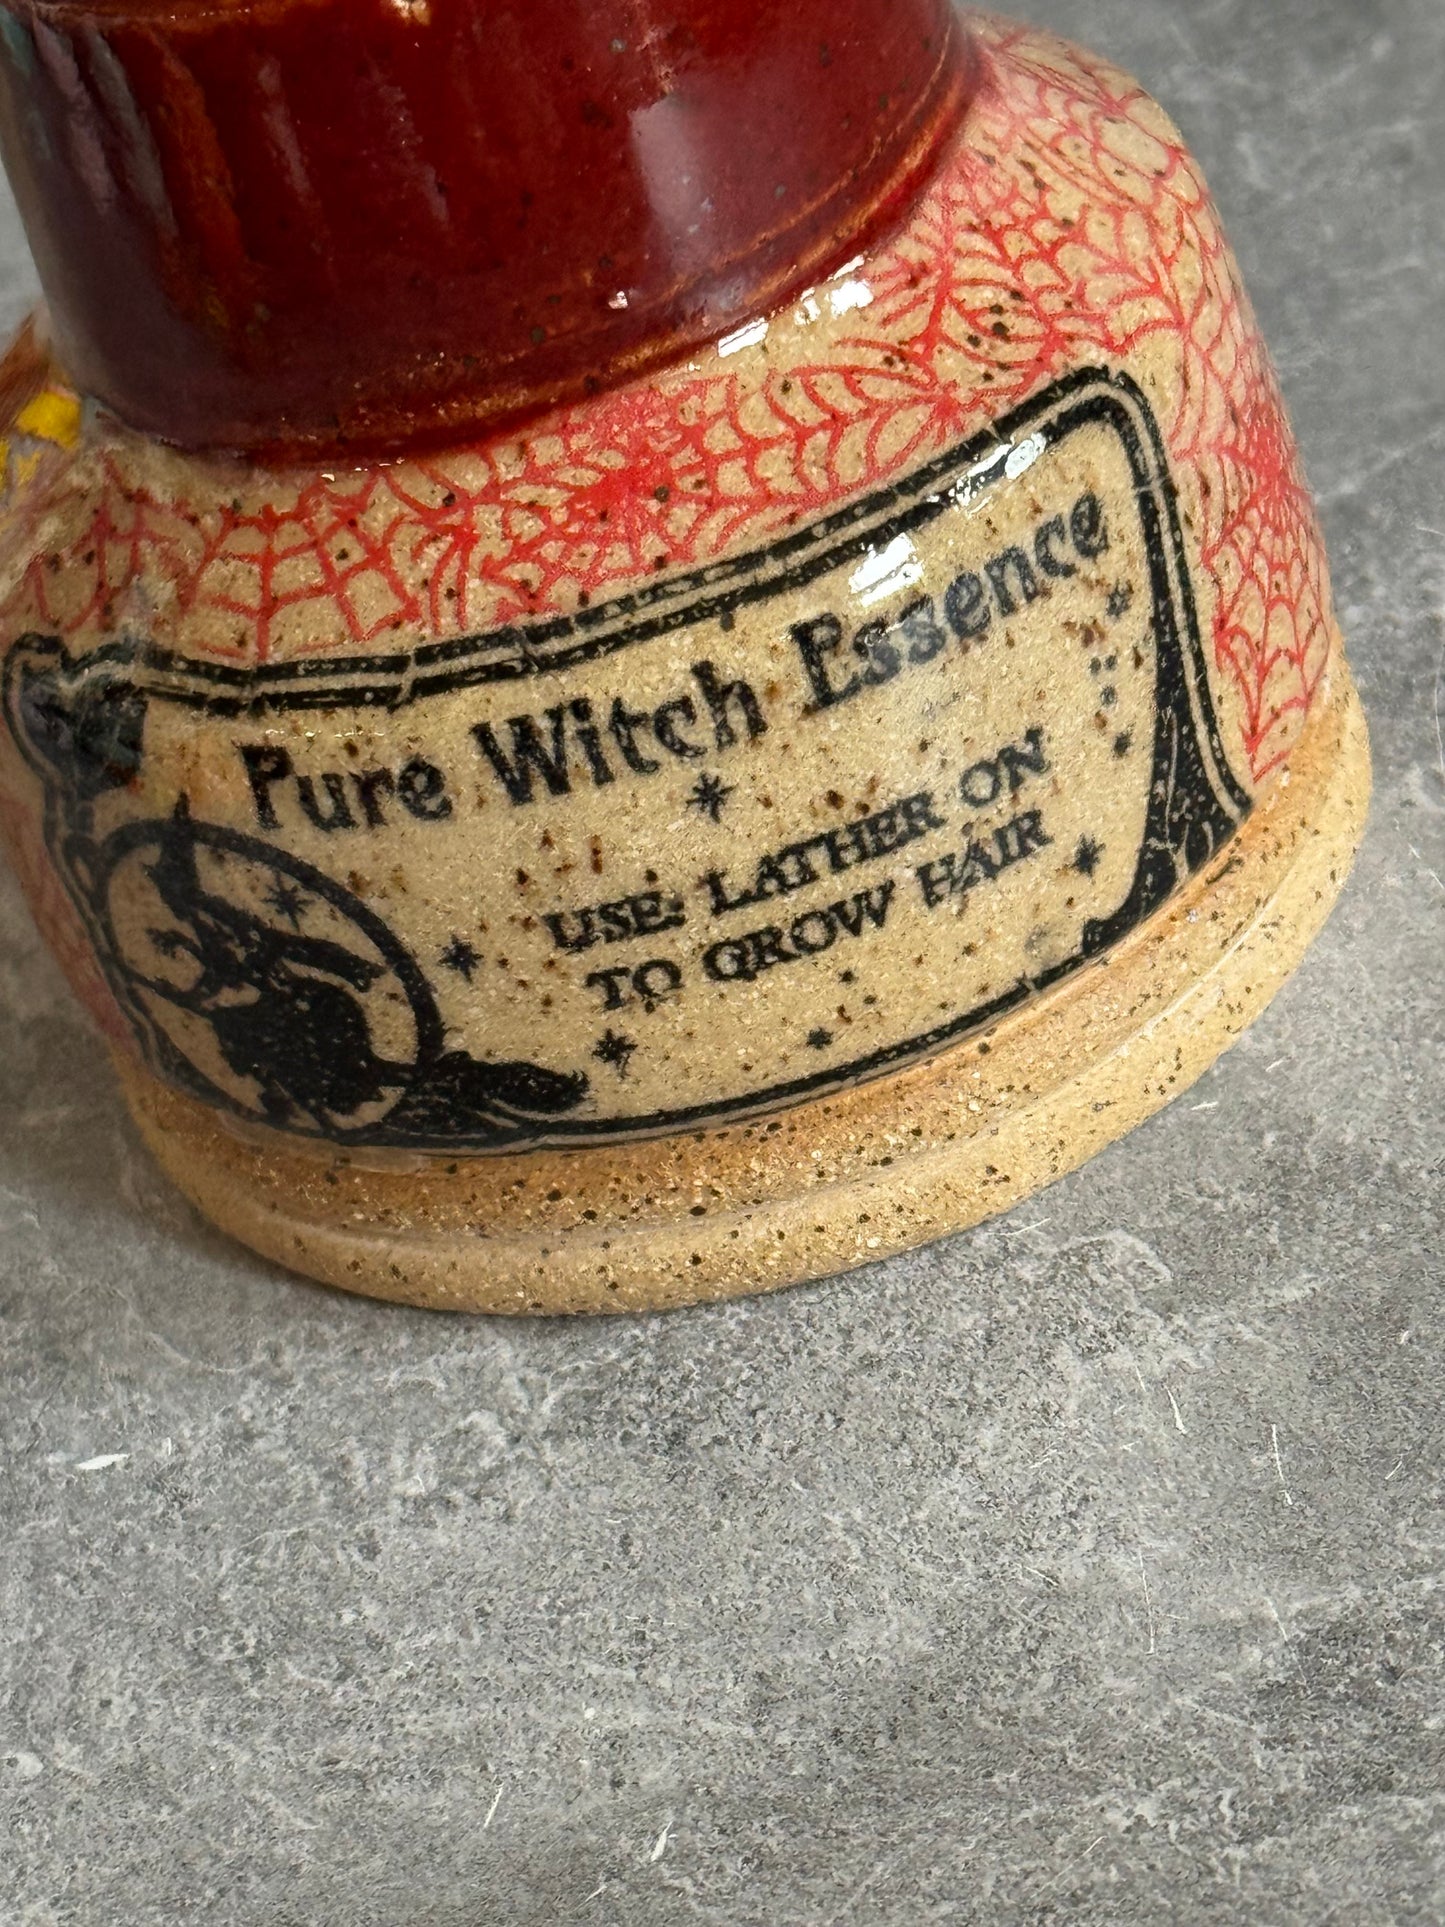 Pure Witch Essence
USE: LATHER ON
TO GROW HAIR